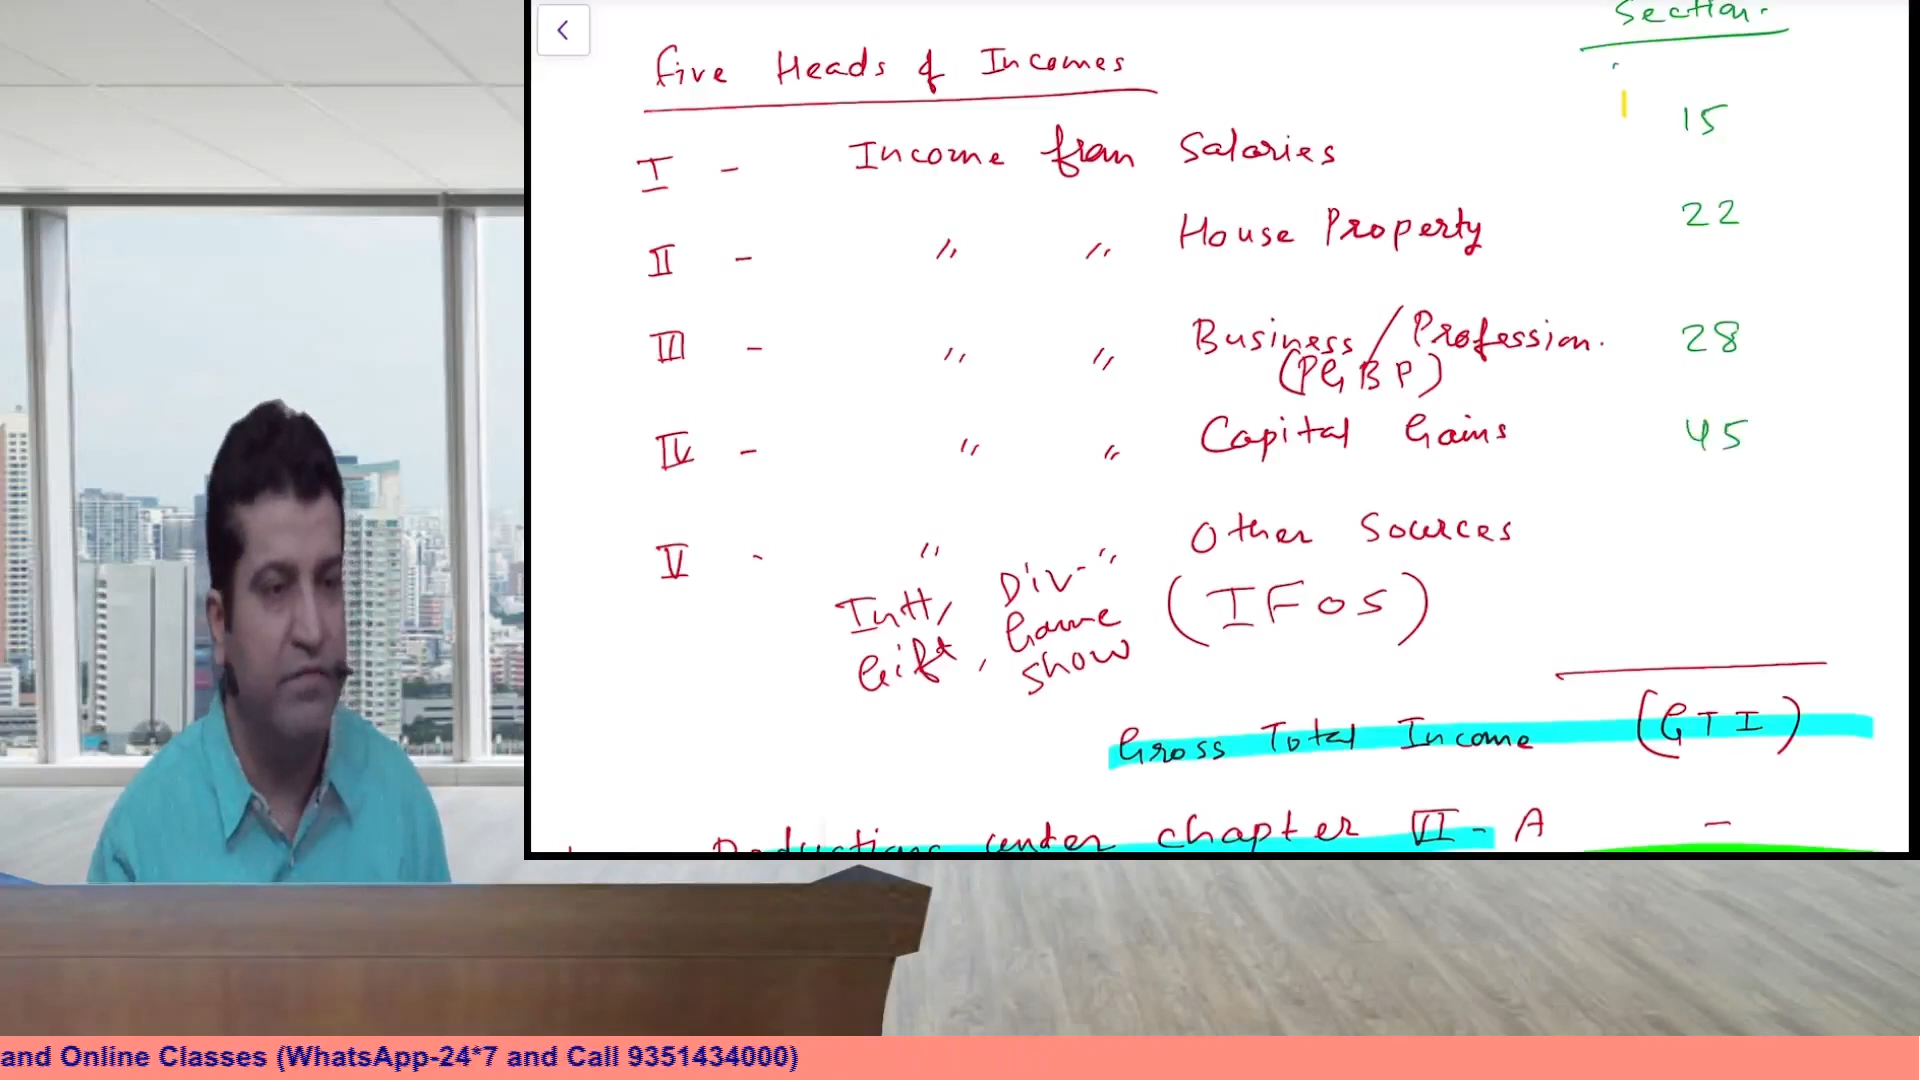 Section.
Five Heads of Incomes
I - Income from Salaries 15
II - " " House Property 22
III - " " Business / Profession. 28
(PGBP)
IV - " " Capital Gains 45
V - " " Other Sources
Intt, Div- (IFOS)
Gift, Game
Show
Gross Total Income (GTI)
Deductions under chapter VI-A -
and Online Classes (WhatsApp-24*7 and Call 9351434000)